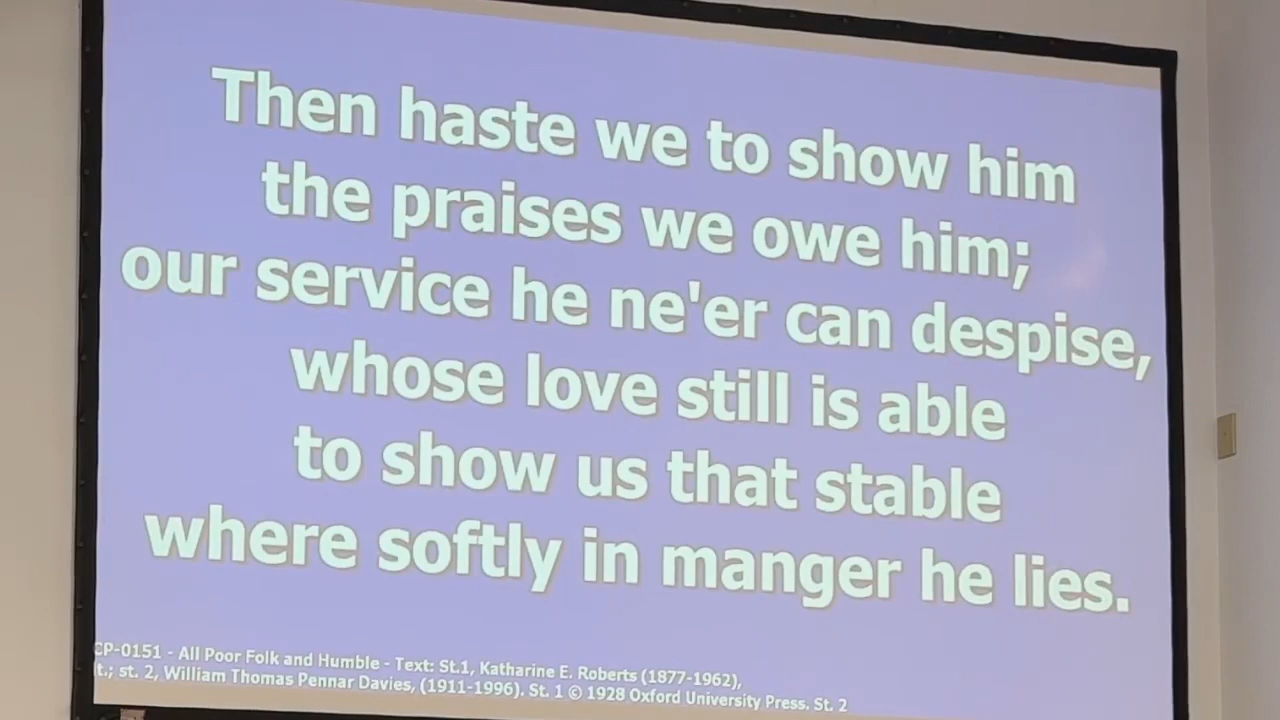 Then haste we to show him
the praises we owe him;
our service he ne'er can despise,
whose love still is able
to show us that stable
where softly in manger he lies.
CP-0151 - All Poor Folk and Humble - Text: St.1, Katharine E. Roberts (1877-1962),
lt.; st. 2, William Thomas Pennar Davies, (1911-1996). St. 1 © 1928 Oxford University Press. St. 2